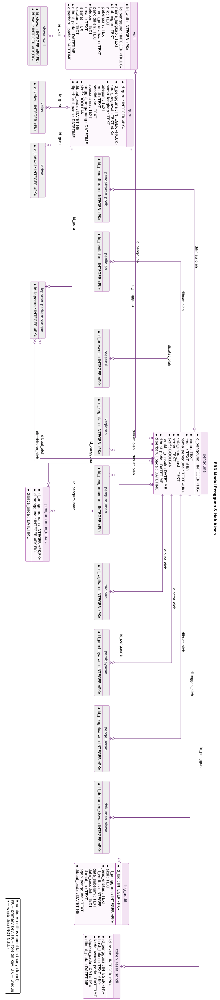 ERD Modul Pengguna & Hak Akses
pengguna
● id_pengguna : INTEGER «PK»
● nama : TEXT
● email : TEXT «UK»
nama_pengguna : TEXT «UK»
● kata_sandi_hash : TEXT
● peran : TEXT
● aktif : BOOLEAN
terakhir_masuk : DATETIME
● dibuat_pada : DATETIME
● diperbarui_pada : DATETIME
wali
● id_wali : INTEGER «PK»
id_pengguna : INTEGER «FK,UK»
● nama_lengkap : TEXT
● hubungan : TEXT
nik : TEXT
pekerjaan : TEXT
nama_perusahaan : TEXT
pendidikan : TEXT
● telepon : TEXT
email : TEXT
alamat : TEXT
catatan : TEXT
● dibuat_pada : DATETIME
● diperbarui_pada : DATETIME
guru
● id_guru : INTEGER «PK»
● id_pengguna : INTEGER «FK,UK»
kode_pegawai : TEXT «UK»
● nama_lengkap : TEXT
telepon : TEXT
email : TEXT
pendidikan : TEXT
spesialisasi : TEXT
tanggal_bergabung : DATETIME
● aktif : BOOLEAN
● dibuat_pada : DATETIME
● diperbarui_pada : DATETIME
siswa_wali
● id_siswa : INTEGER «PK,FK»
● id_wali : INTEGER «PK,FK»
kelas
● id_kelas : INTEGER «PK»
jadwal
● id_jadwal : INTEGER «PK»
pendaftaran_ppdb
● id_pendaftaran : INTEGER «PK»
penilaian
● id_penilaian : INTEGER «PK»
laporan_perkembangan
● id_laporan : INTEGER «PK»
presensi
● id_presensi : INTEGER «PK»
kegiatan
● id_kegiatan : INTEGER «PK»
pengumuman
● id_pengumuman : INTEGER «PK»
pengumuman_dibaca
● id_pengumuman : INTEGER «PK,FK»
● id_pengguna : INTEGER «PK,FK»
● dibaca_pada : DATETIME
tagihan
● id_tagihan : INTEGER «PK»
pembayaran
● id_pembayaran : INTEGER «PK»
pengeluaran
● id_pengeluaran : INTEGER «PK»
dokumen_siswa
● id_dokumen_siswa : INTEGER «PK»
log_audit
● id_log : INTEGER «PK»
id_pengguna : INTEGER «FK»
● aksi : TEXT
● jenis_entitas : TEXT
id_entitas : INTEGER
data_sebelum : TEXT
data_sesudah : TEXT
alamat_ip : TEXT
agen_pengguna : TEXT
● dibuat_pada : DATETIME
token_reset_sandi
● id_token : INTEGER «PK»
● id_pengguna : INTEGER «FK»
● hash_token : TEXT «UK»
● kedaluwarsa_pada : DATETIME
dipakai_pada : DATETIME
● dibuat_pada : DATETIME
id_wali
id_guru
id_guru
id_guru
id_pengguna
id_pengguna
ditinjau_oleh
dibuat_oleh
dicatat_oleh
dibuat_oleh
dibuat_oleh
dibuat_oleh
diterbitkan_oleh
id_pengguna
id_pengumuman
dibuat_oleh
dicatat_oleh
dibuat_oleh
diunggah_oleh
id_pengguna
id_pengguna
Abu-abu = entitas modul lain (hanya kunci)
PK = primary key, FK = foreign key, UK = unique
● = wajib diisi (NOT NULL)